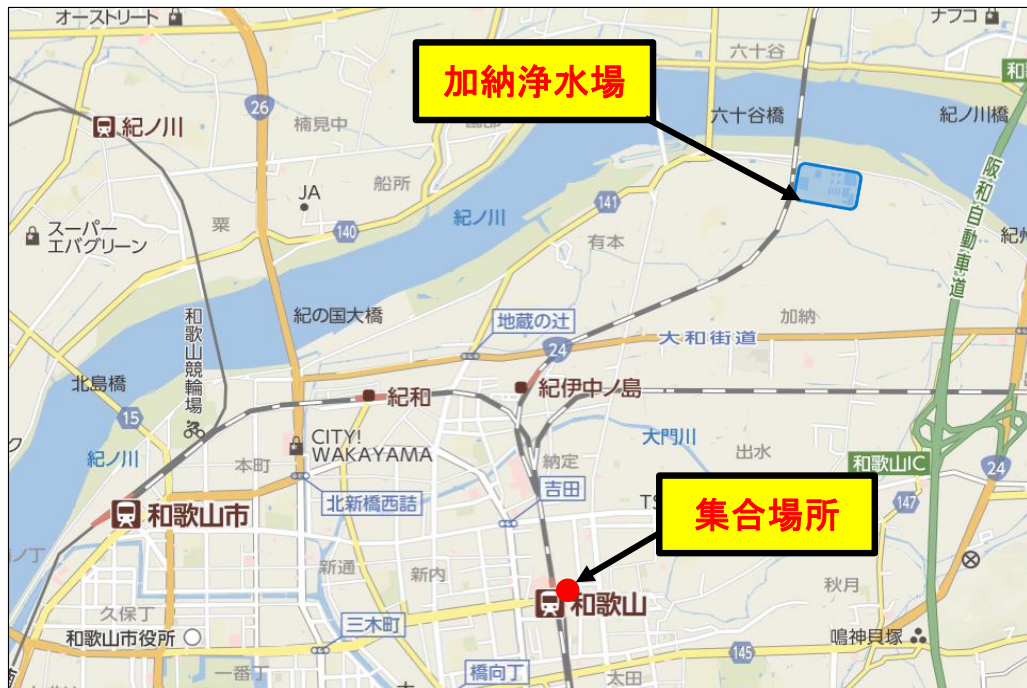 オーストリート
ナフコ
六十谷
加納浄水場
26
紀ノ川
楠見中
六十谷橋
紀ノ川橋
阪和自動車道
船所
JA
141
紀ノ川
140
粟
スーパー
エバグリーン
有本
紀の国大橋
加納
和歌山競輪場
地蔵の辻
24
大和街道
北島橋
紀和
紀伊中ノ島
15
CITY!
WAKAYAMA
大門川
紀ノ川
本町
納定
出水
和歌山IC
24
北新橋西詰
吉田
147
和歌山市
集合場所
新通
新内
秋月
久保丁
和歌山
三木町
和歌山市役所
鳴神貝塚
145
一番丁
橋向丁
太田